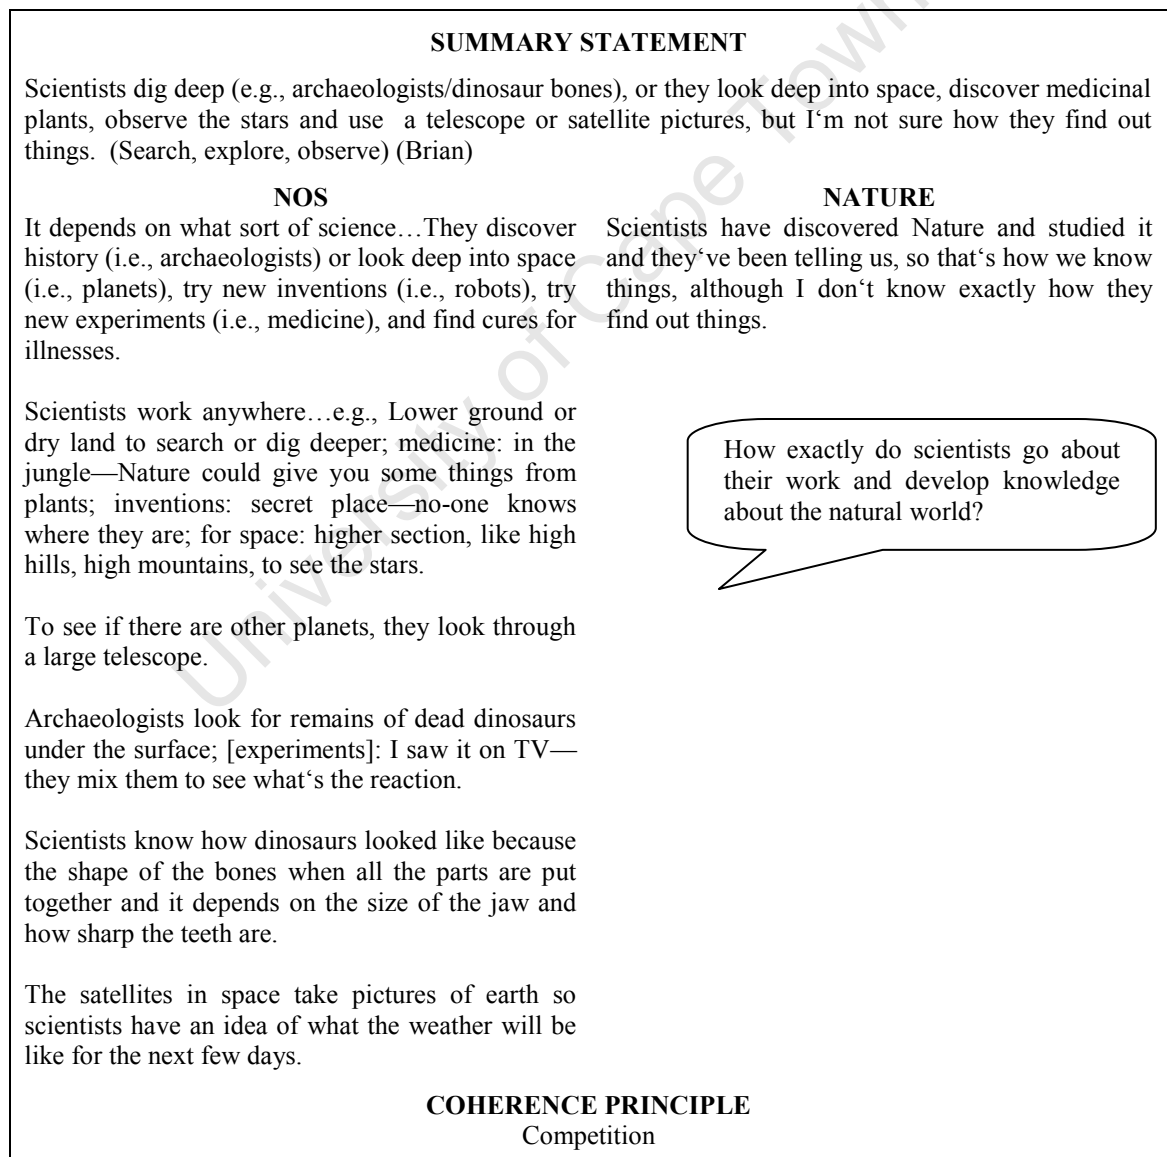 SUMMARY STATEMENT
Scientists dig deep (e.g., archaeologists/dinosaur bones), or they look deep into space, discover medicinal
plants, observe the stars and use a telescope or satellite pictures, but I‘m not sure how they find out
things. (Search, explore, observe) (Brian)
NOS
It depends on what sort of science…They discover
history (i.e., archaeologists) or look deep into space
(i.e., planets), try new inventions (i.e., robots), try
new experiments (i.e., medicine), and find cures for
illnesses.
Scientists work anywhere…e.g., Lower ground or
dry land to search or dig deeper; medicine: in the
jungle—Nature could give you some things from
plants; inventions: secret place—no-one knows
where they are; for space: higher section, like high
hills, high mountains, to see the stars.
To see if there are other planets, they look through
a large telescope.
Archaeologists look for remains of dead dinosaurs
under the surface; [experiments]: I saw it on TV—
they mix them to see what‘s the reaction.
Scientists know how dinosaurs looked like because
the shape of the bones when all the parts are put
together and it depends on the size of the jaw and
how sharp the teeth are.
The satellites in space take pictures of earth so
scientists have an idea of what the weather will be
like for the next few days.
NATURE
Scientists have discovered Nature and studied it
and they‘ve been telling us, so that‘s how we know
things, although I don‘t know exactly how they
find out things.
How exactly do scientists go about
their work and develop knowledge
about the natural world?
COHERENCE PRINCIPLE
Competition
University of Cape Town